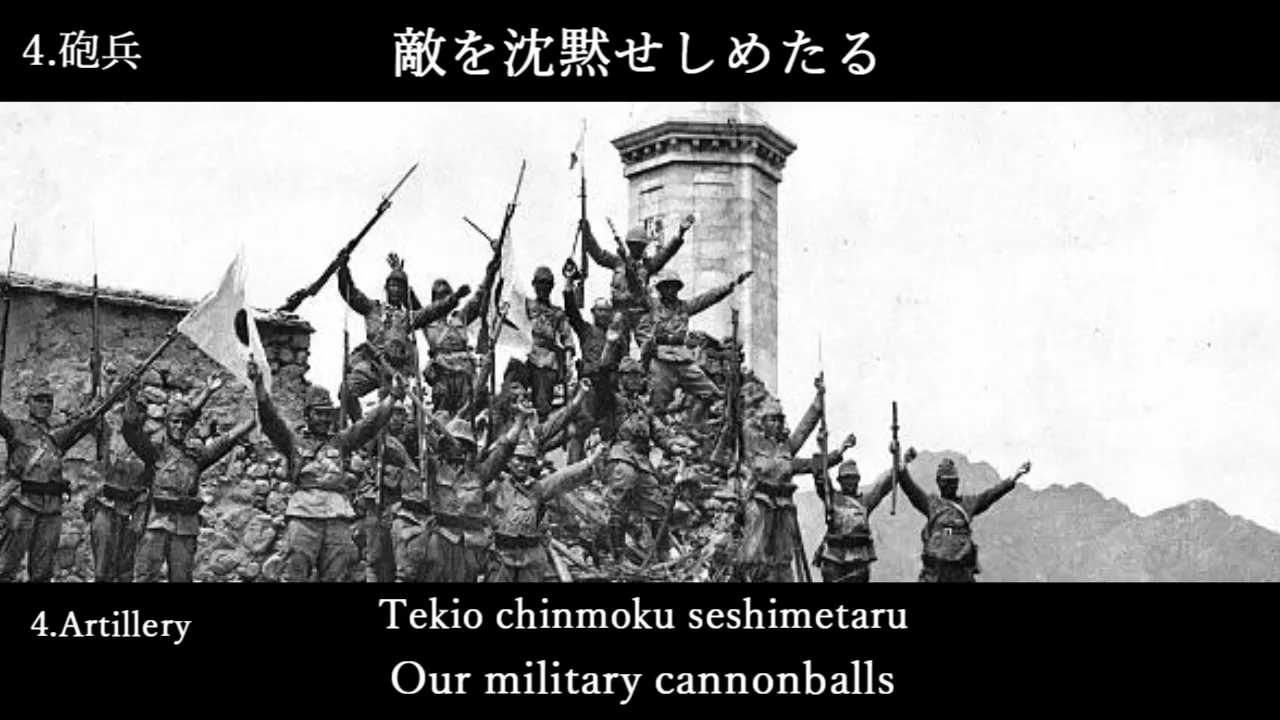 4.砲兵
敵を沈黙せしめたる
4.Artillery
Tekio chinmoku seshimetaru
Our military cannonballs